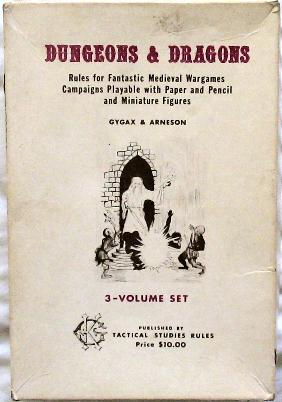 DUNGEONS & DRAGONS
Rules for Fantastic Medieval Wargames
Campaigns Playable with Paper and Pencil
and Miniature Figures
GYGAX & ARNESON
3-VOLUME SET
PUBLISHED BY
TACTICAL STUDIES RULES
Price $10.00